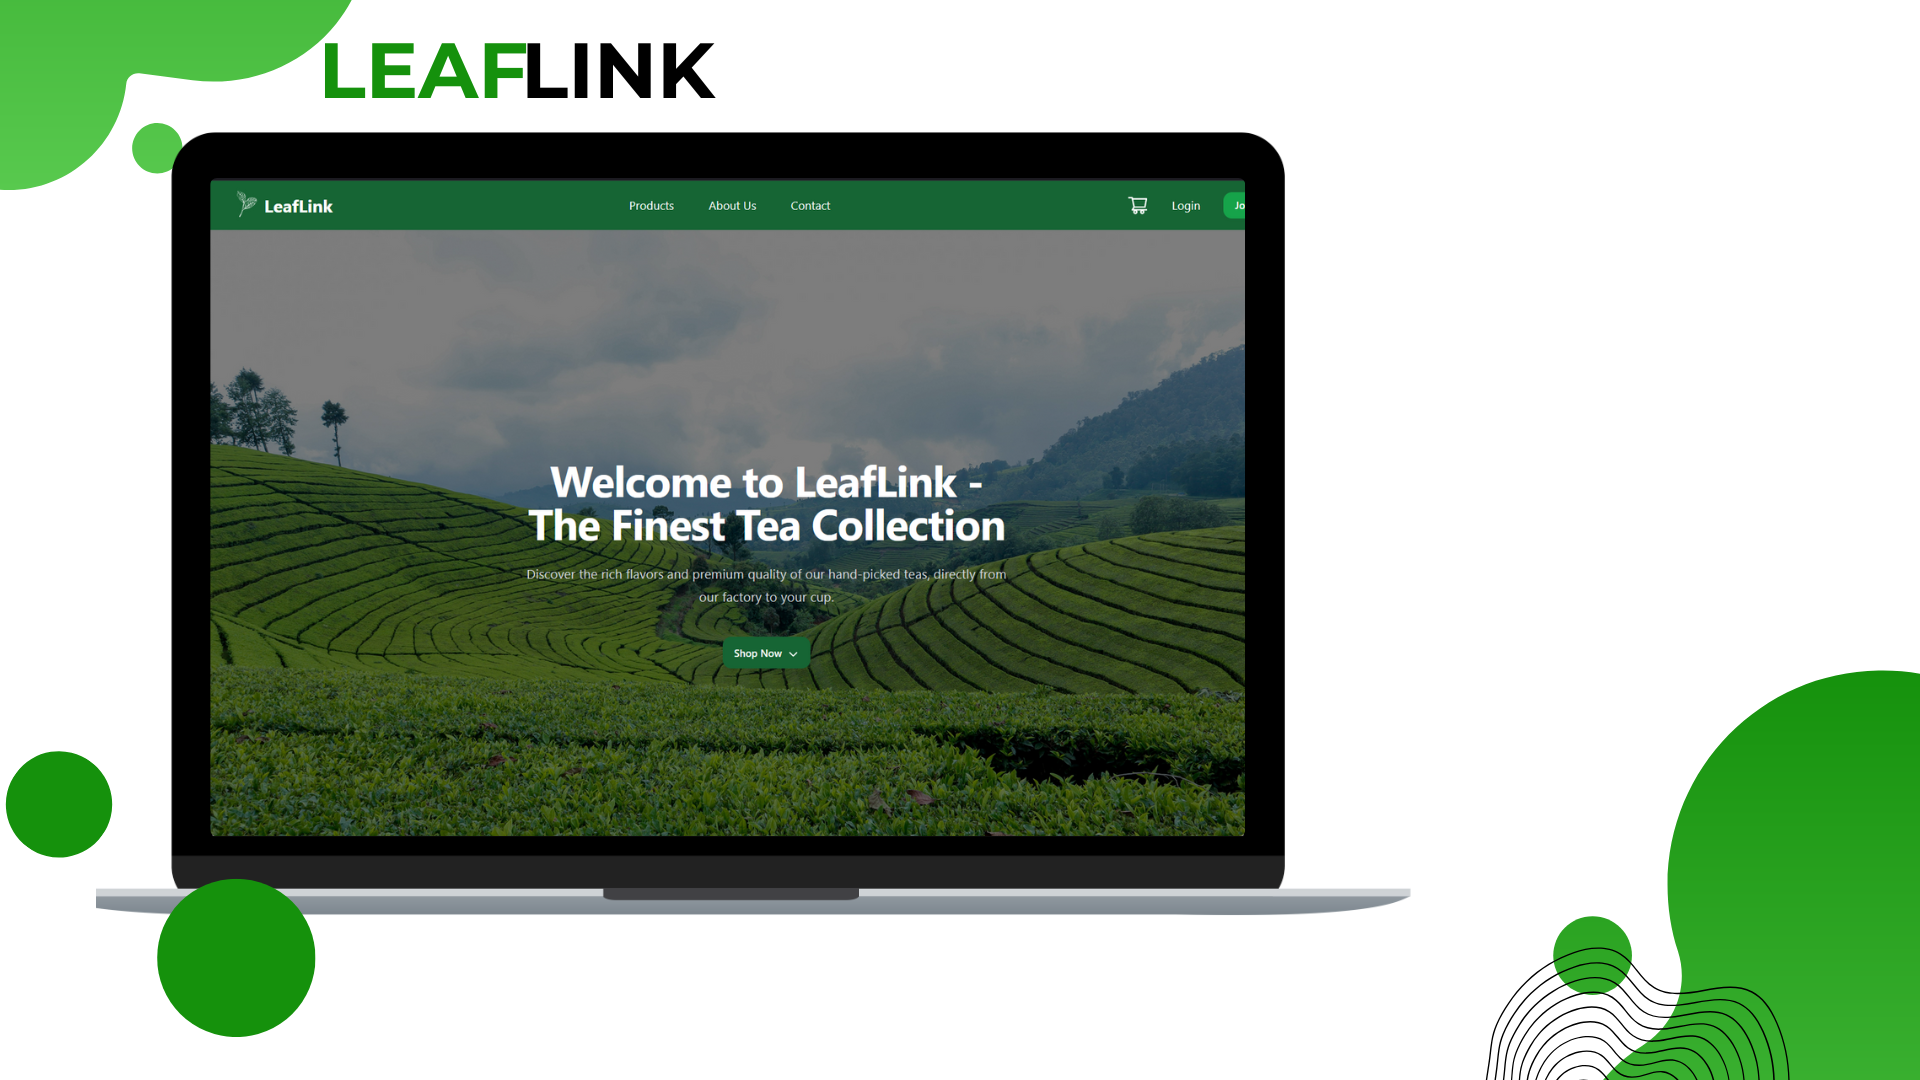 LEAFLINK
LeafLink
Products About Us Contact
Login
Jo
Welcome to LeafLink -
The Finest Tea Collection
Discover the rich flavors and premium quality of our hand-picked teas, directly from
our factory to your cup.
Shop Now